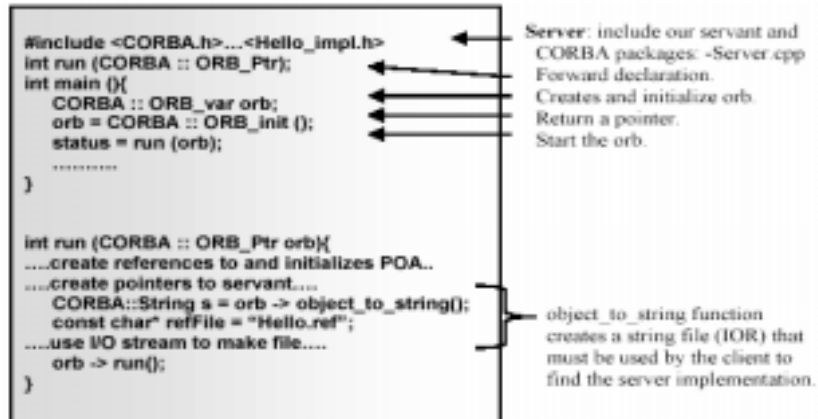 #include <CORBA.h>...<Hello_impl.h>
int run (CORBA :: ORB_Ptr);
int main (){
CORBA :: ORB_var orb;
orb = CORBA :: ORB_init ();
status = run (orb);
..........
}
int run (CORBA :: ORB_Ptr orb){
....create references to and initializes POA..
....create pointers to servant....
CORBA::String s = orb -> object_to_string();
const char* refFile = "Hello.ref";
....use I/O stream to make file....
orb -> run();
}
Server: include our servant and
CORBA packages: -Server.cpp
Forward declaration.
Creates and initialize orb.
Return a pointer.
Start the orb.
object_to_string function
creates a string file (IOR) that
must be used by the client to
find the server implementation.